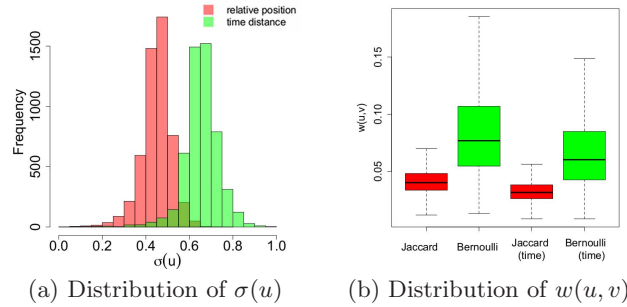 relative position
time distance
Frequency
1500
1000
500
0
0.0 0.2 0.4 0.6 0.8 1.0
σ(u)
(a) Distribution of σ(u)
w(u,v)
0.15
0.10
0.05
Jaccard Bernoulli Jaccard Bernoulli
(time) (time)
(b) Distribution of w(u, v)